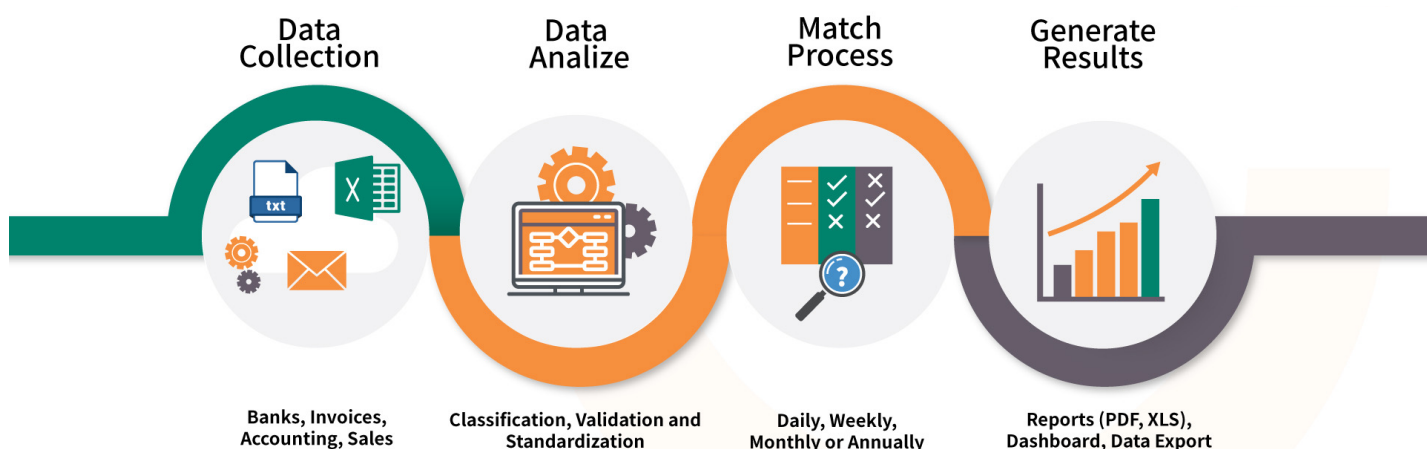 Data
Collection
Data
Analize
Match
Process
Generate
Results
txt
X
?
Banks, Invoices,
Accounting, Sales
Classification, Validation and
Standardization
Daily, Weekly,
Monthly or Annually
Reports (PDF, XLS),
Dashboard, Data Export